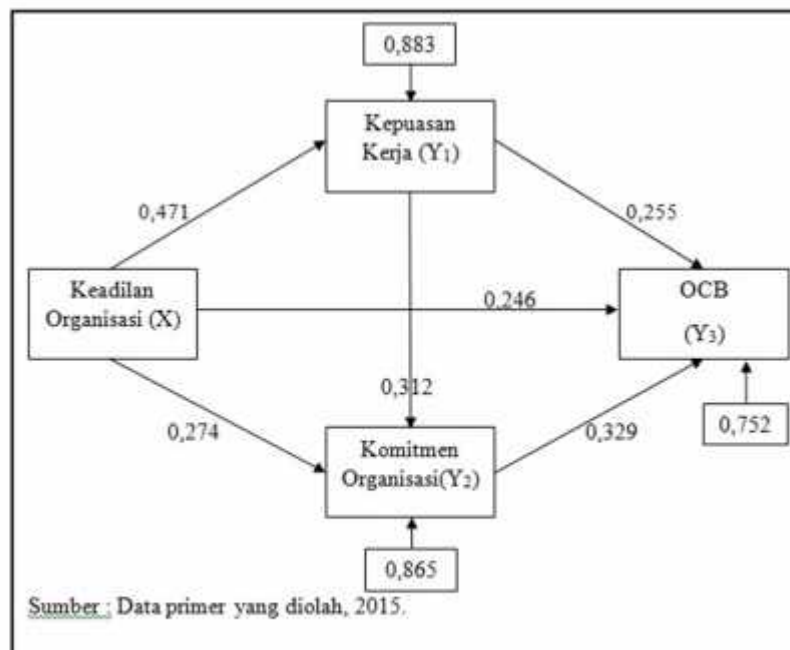 0,883
Kepuasan
Kerja (Y1)
0,471
0,255
Keadilan
Organisasi (X)
0,246
OCB
(Y3)
0,312
0,274
0,329
0,752
Komitmen
Organisasi(Y2)
0,865
Sumber : Data primer yang diolah, 2015.